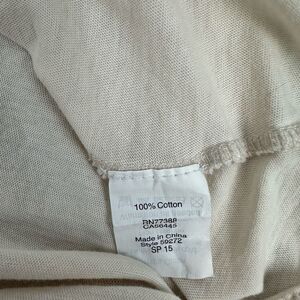 100% Cotton
RN77388
CA56445
Made in China
Style 59272
SP 15